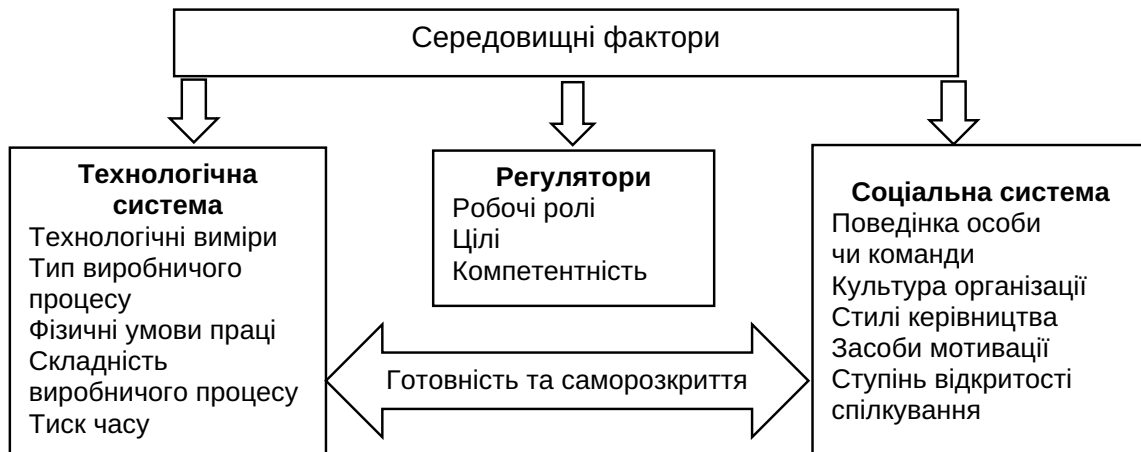 Середовищні фактори
Технологічна
система
Технологічні виміри
Тип виробничого
процесу
Фізичні умови праці
Складність
виробничого процесу
Тиск часу
Регулятори
Робочі ролі
Цілі
Компетентність
Готовність та саморозкриття
Соціальна система
Поведінка особи
чи команди
Культура організації
Стилі керівництва
Засоби мотивації
Ступінь відкритості
спілкування